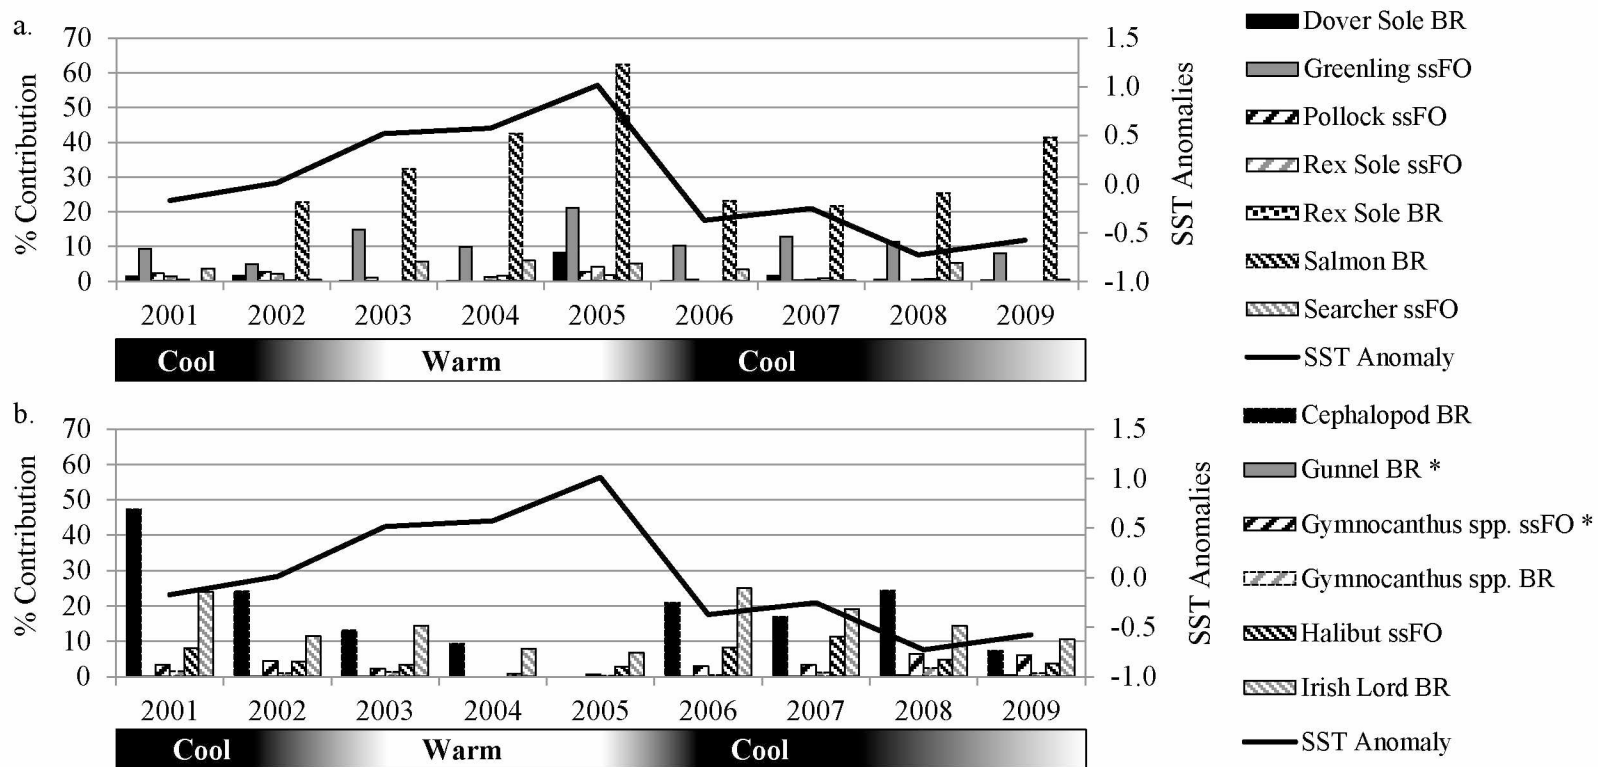 a.
70
60
50
40
30
20
10
0
% Contribution
1.5
1.0
0.5
0.0
-0.5
-1.0
SST Anomalies
2001 2002 2003 2004 2005 2006 2007 2008 2009
Cool Warm Cool
Dover Sole BR
Greenling ssFO
Pollock ssFO
Rex Sole ssFO
Rex Sole BR
Salmon BR
Searcher ssFO
SST Anomaly
b.
70
60
50
40
30
20
10
0
% Contribution
1.5
1.0
0.5
0.0
-0.5
-1.0
SST Anomalies
2001 2002 2003 2004 2005 2006 2007 2008 2009
Cool Warm Cool
Cephalopod BR
Gunnel BR *
Gymnocanthus spp. ssFO *
Gymnocanthus spp. BR
Halibut ssFO
Irish Lord BR
SST Anomaly